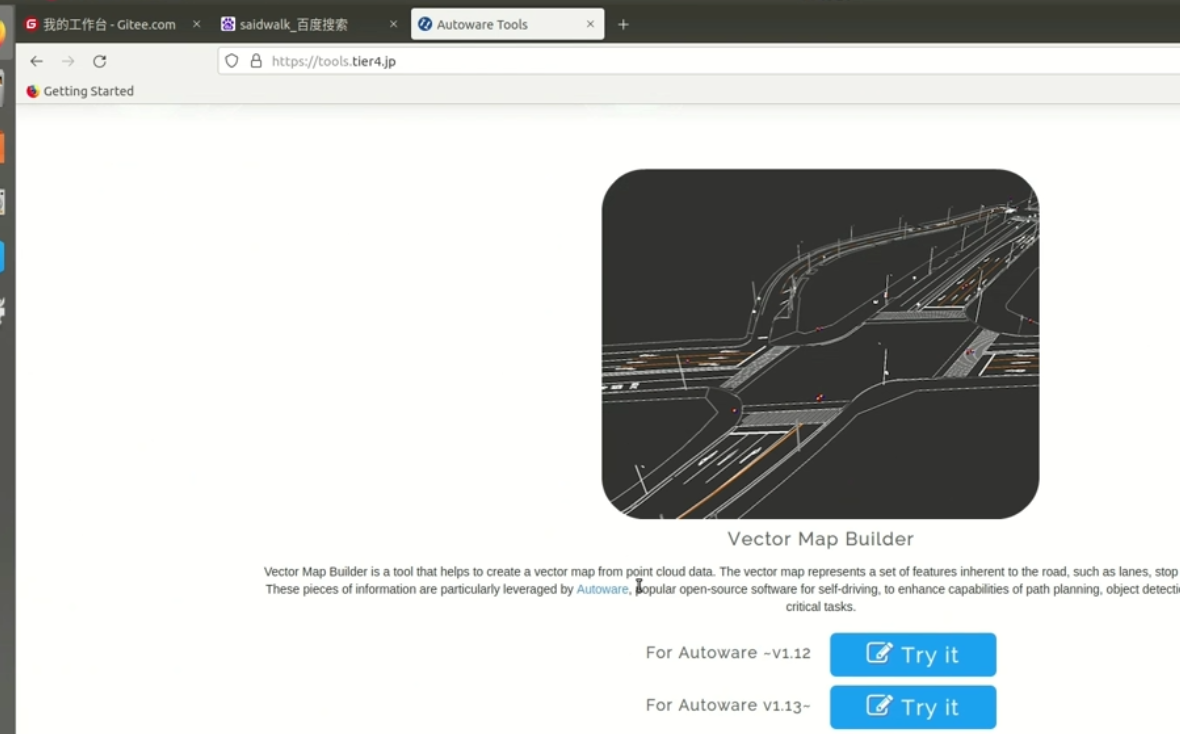 我的工作台 - Gitee.com
saidwalk_百度搜索
Autoware Tools
https://tools.tier4.jp
Getting Started
Vector Map Builder
Vector Map Builder is a tool that helps to create a vector map from point cloud data. The vector map represents a set of features inherent to the road, such as lanes, stop
These pieces of information are particularly leveraged by Autoware, popular open-source software for self-driving, to enhance capabilities of path planning, object detecti
critical tasks.
For Autoware ~v1.12
Try it
For Autoware v1.13~
Try it